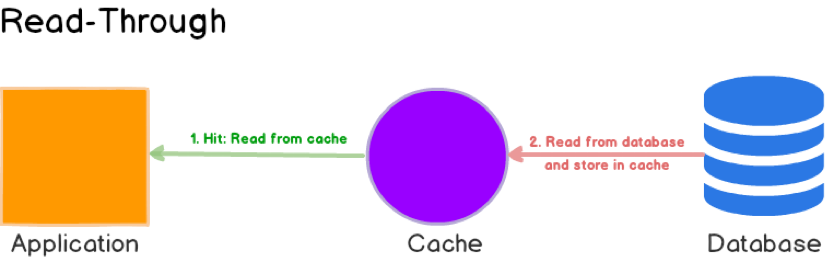 Read-Through
1. Hit: Read from cache
2. Read from database
and store in cache
Application
Cache
Database